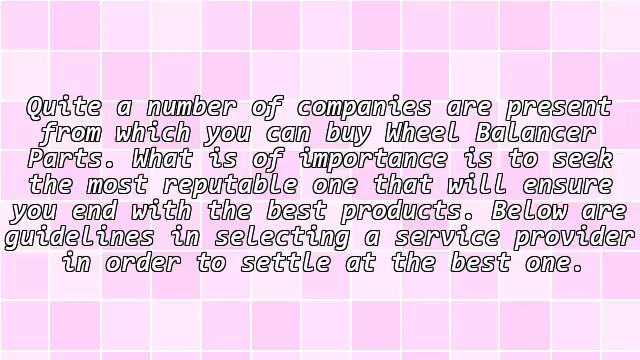 Quite a number of companies are present
from which you can buy Wheel Balancer
Parts. What is of importance is to seek
the most reputable one that will ensure
you end with the best products. Below are
guidelines in selecting a service provider
in order to settle at the best one.